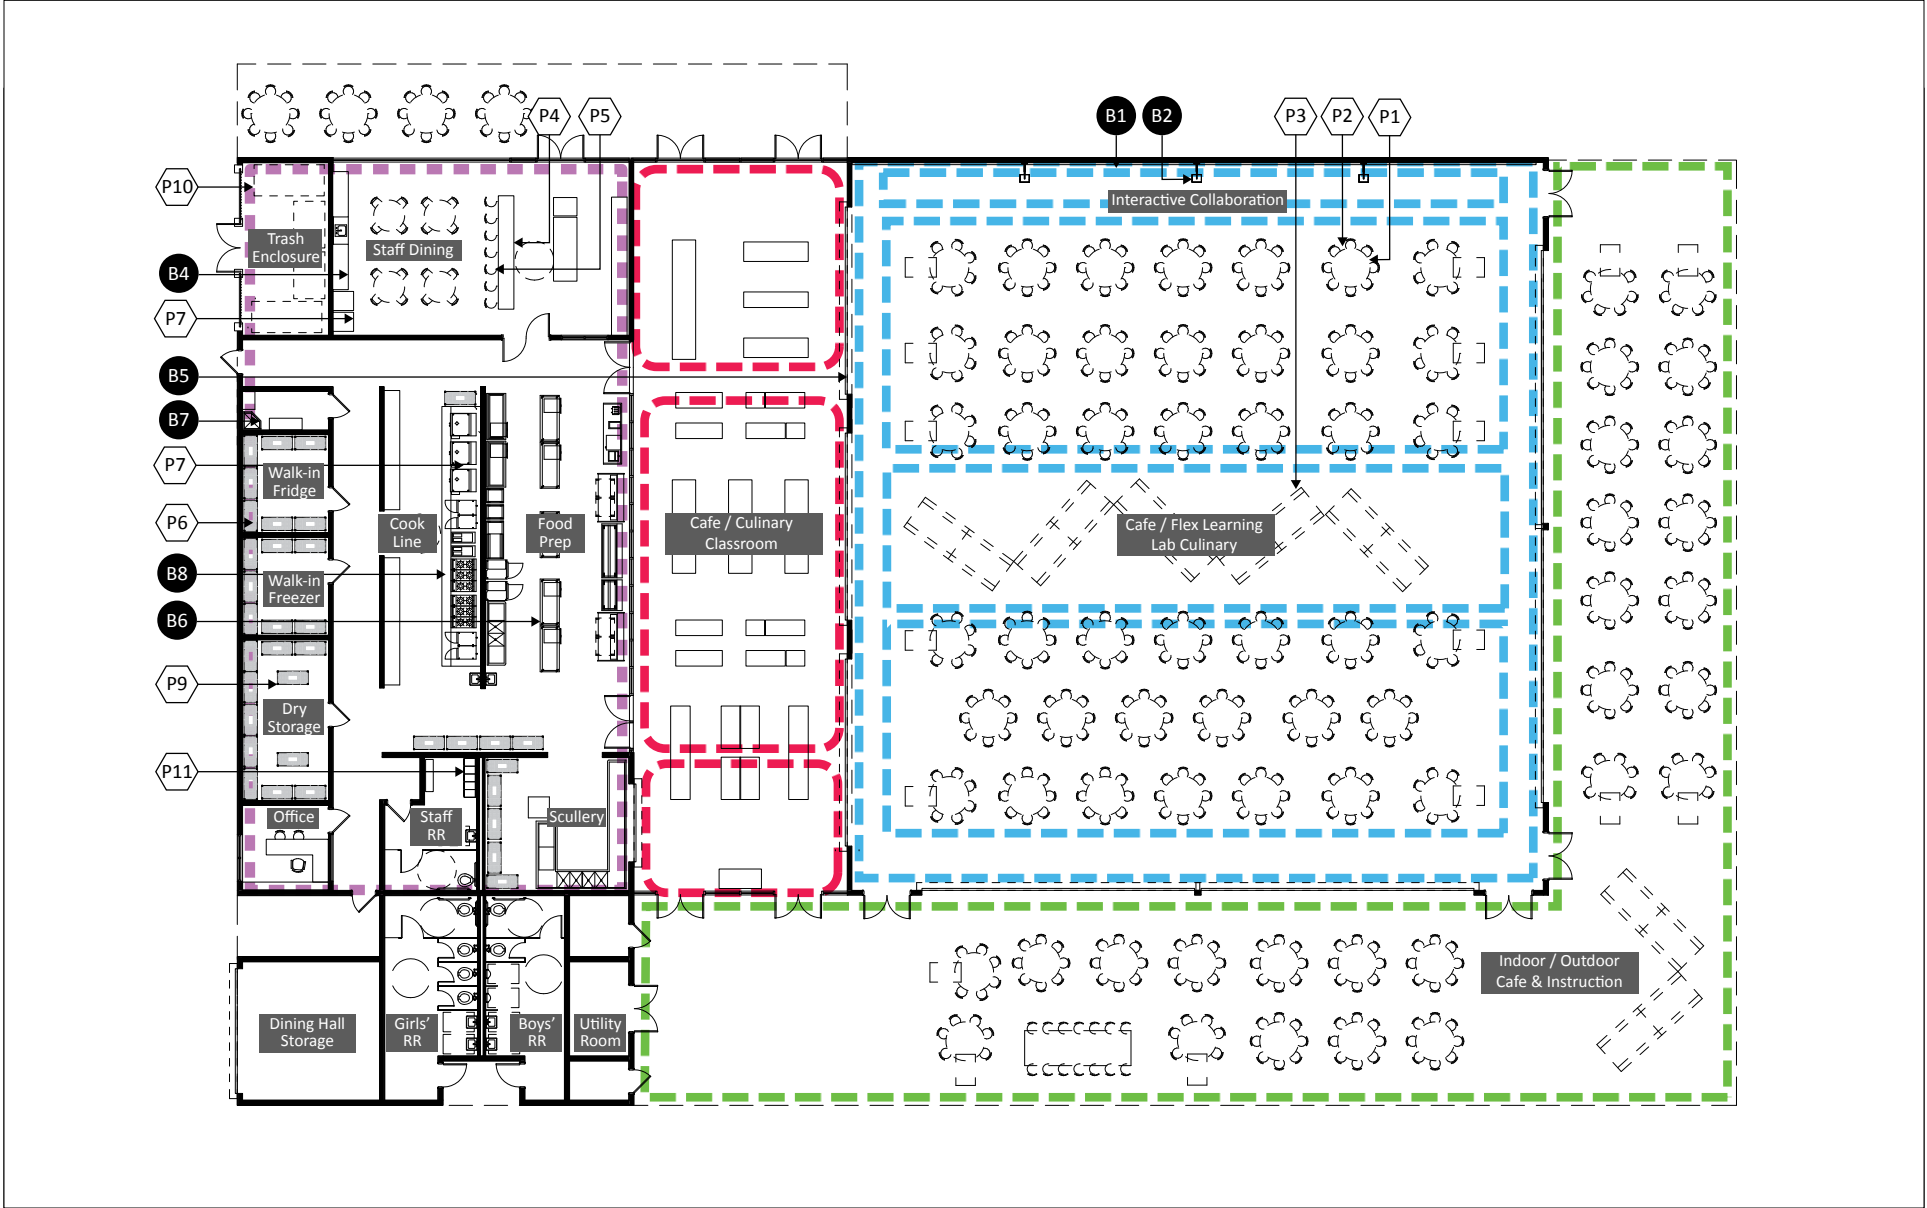 P4
P5
B1
B2
P3
P2
P1
P10
Interactive Collaboration
Trash
Enclosure
Staff Dining
B4
P7
B5
B7
P7
Walk-in
Fridge
P6
Cook
Line
Food
Prep
Cafe / Culinary
Classroom
Cafe / Flex Learning
Lab Culinary
B8
Walk-in
Freezer
B6
P9
Dry
Storage
P11
Office
Staff
RR
Scullery
Indoor / Outdoor
Cafe & Instruction
Dining Hall
Storage
Girls’
RR
Boys’
RR
Utility
Room